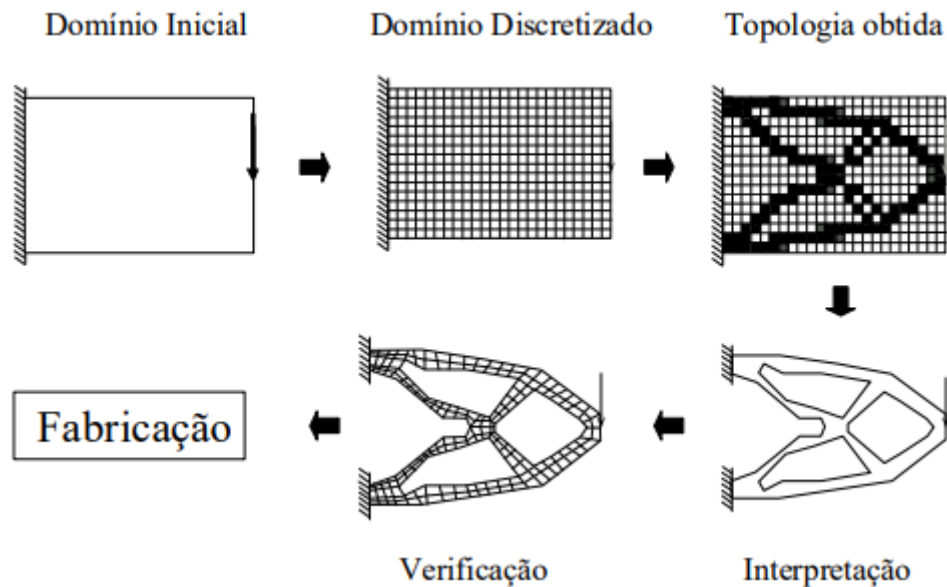 Domínio Inicial
Domínio Discretizado
Topologia obtida
Fabricação
Verificação
Interpretação